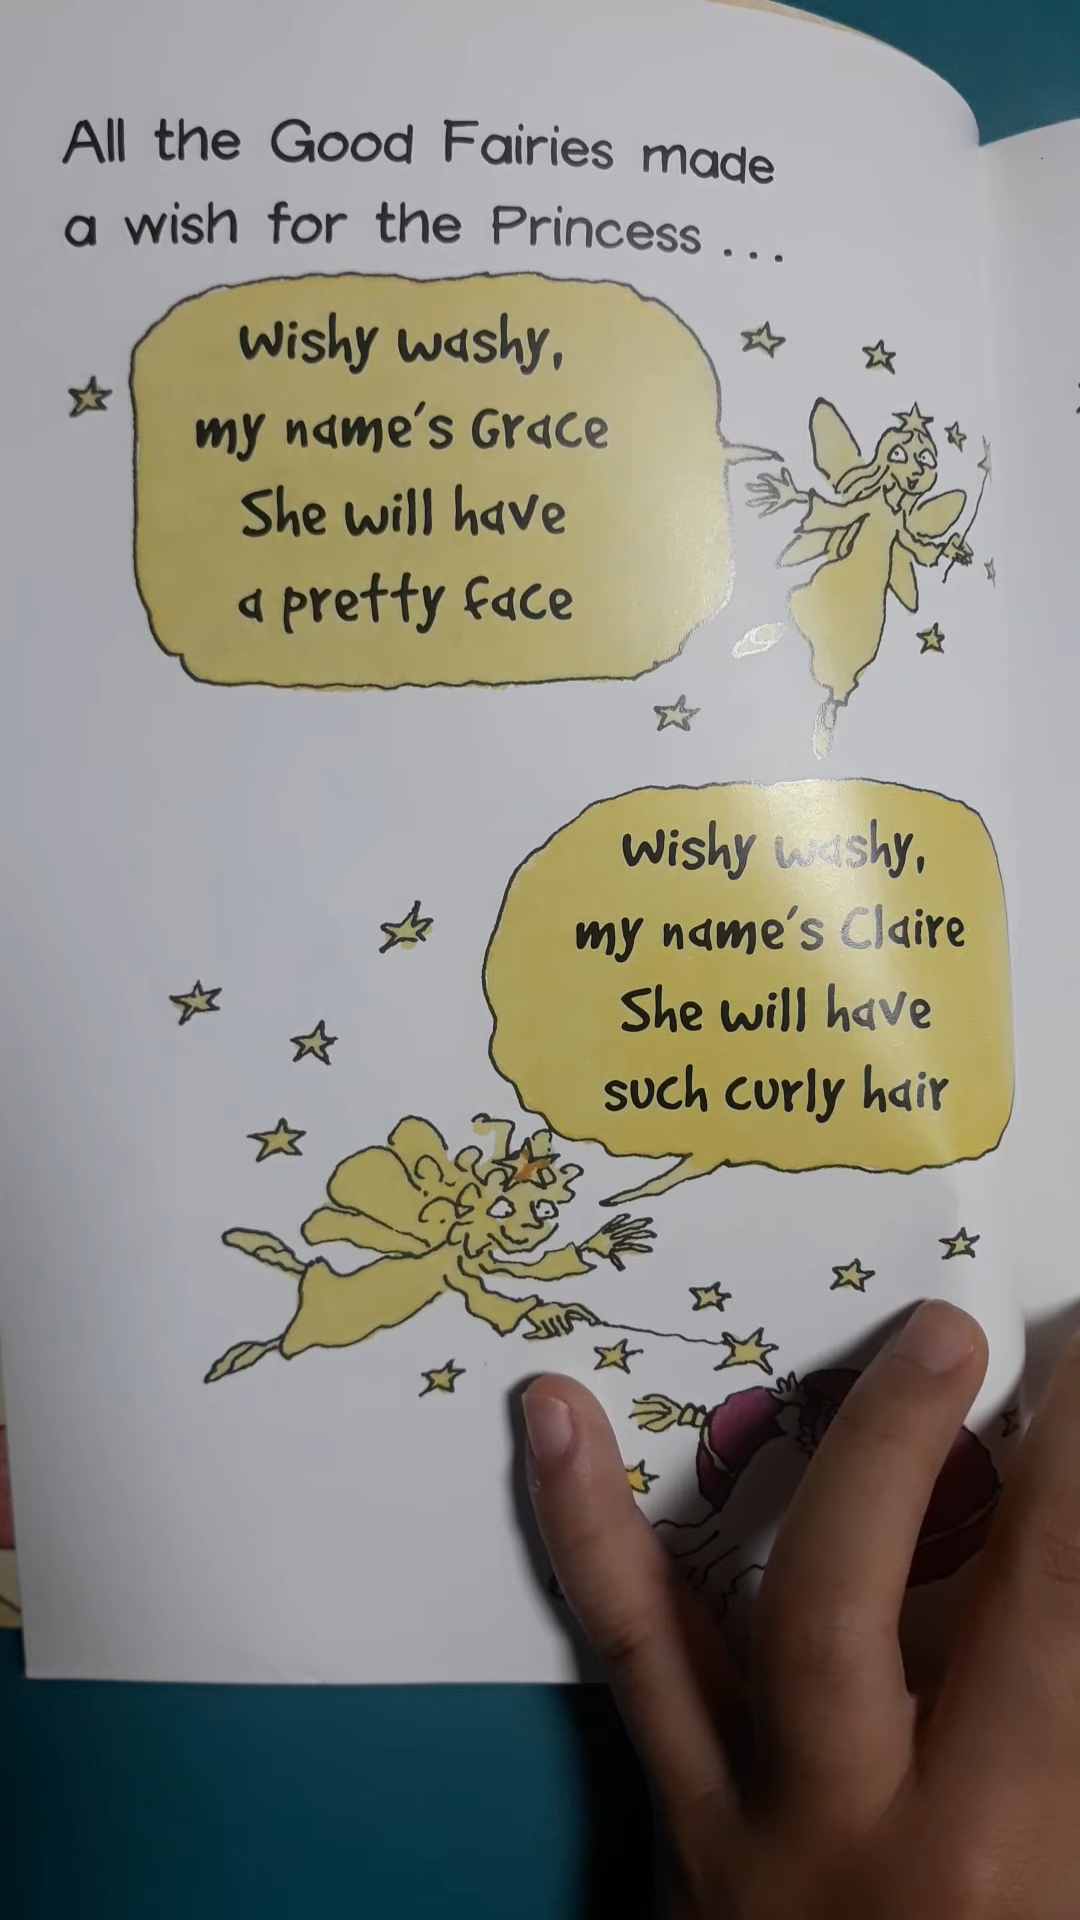 All the Good Fairies made
a wish for the Princess ...
Wishy washy,
my name's Grace
She will have
a pretty face
Wishy washy,
my name's Claire
She will have
such curly hair